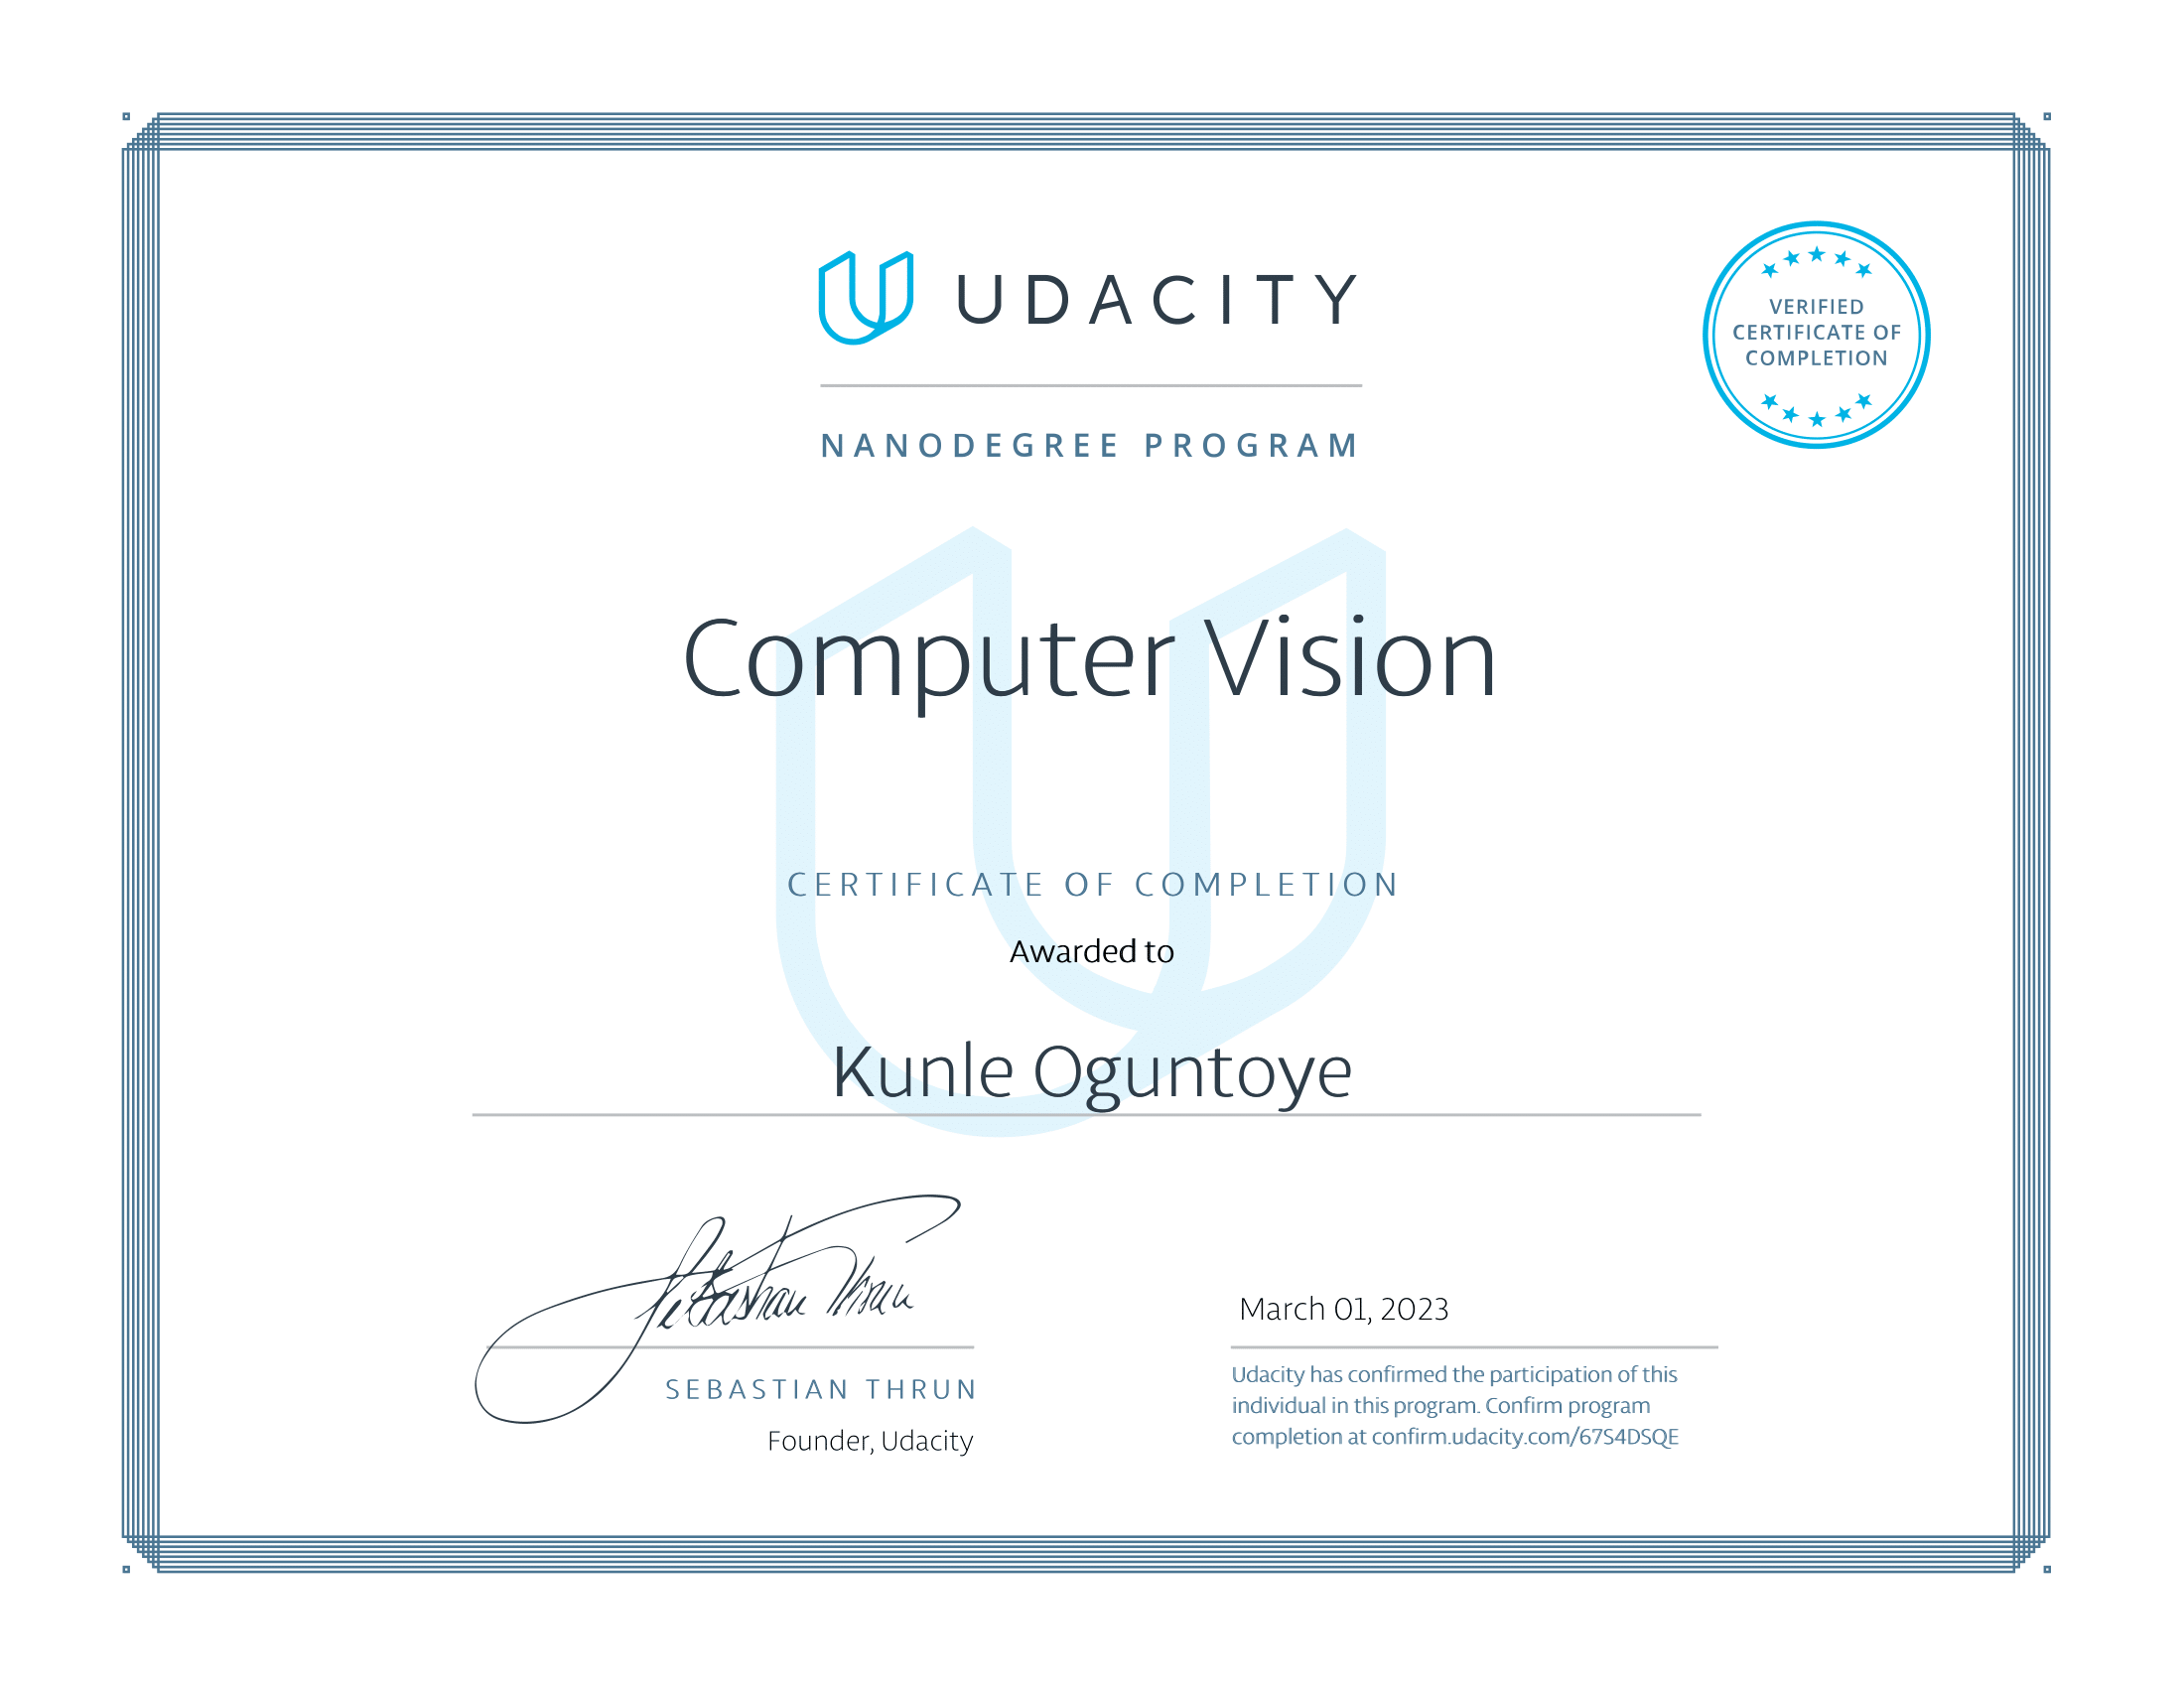 UDACITY
VERIFIED
CERTIFICATE OF
COMPLETION
NANODEGREE PROGRAM
Computer Vision
CERTIFICATE OF COMPLETION
Awarded to
Kunle Oguntoye
Sebastian Thrun
March 01, 2023
SEBASTIAN THRUN
Founder, Udacity
Udacity has confirmed the participation of this
individual in this program. Confirm program
completion at confirm.udacity.com/67S4DSQE